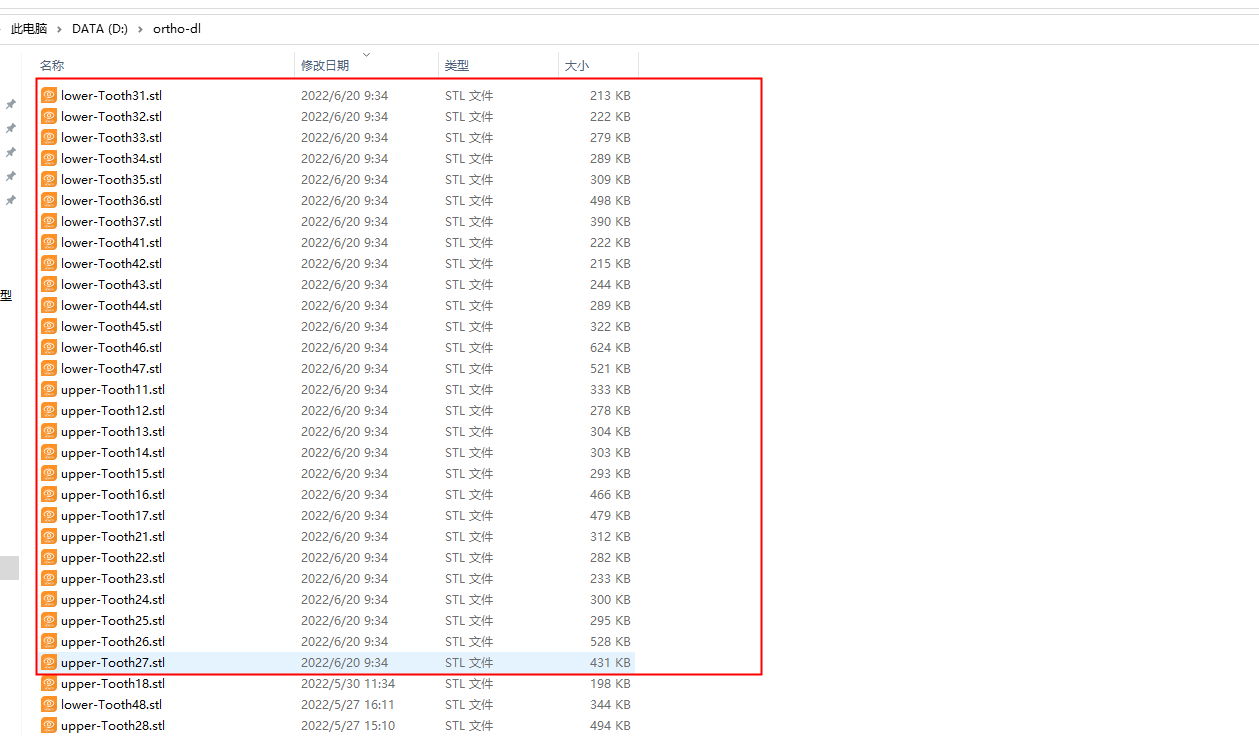 此电脑 > DATA (D:) > ortho-dl
名称 修改日期 类型 大小
lower-Tooth31.stl 2022/6/20 9:34 STL 文件 213 KB
lower-Tooth32.stl 2022/6/20 9:34 STL 文件 222 KB
lower-Tooth33.stl 2022/6/20 9:34 STL 文件 279 KB
lower-Tooth34.stl 2022/6/20 9:34 STL 文件 289 KB
lower-Tooth35.stl 2022/6/20 9:34 STL 文件 309 KB
lower-Tooth36.stl 2022/6/20 9:34 STL 文件 498 KB
lower-Tooth37.stl 2022/6/20 9:34 STL 文件 390 KB
lower-Tooth41.stl 2022/6/20 9:34 STL 文件 222 KB
lower-Tooth42.stl 2022/6/20 9:34 STL 文件 215 KB
lower-Tooth43.stl 2022/6/20 9:34 STL 文件 244 KB
型
lower-Tooth44.stl 2022/6/20 9:34 STL 文件 289 KB
lower-Tooth45.stl 2022/6/20 9:34 STL 文件 322 KB
lower-Tooth46.stl 2022/6/20 9:34 STL 文件 624 KB
lower-Tooth47.stl 2022/6/20 9:34 STL 文件 521 KB
upper-Tooth11.stl 2022/6/20 9:34 STL 文件 333 KB
upper-Tooth12.stl 2022/6/20 9:34 STL 文件 278 KB
upper-Tooth13.stl 2022/6/20 9:34 STL 文件 304 KB
upper-Tooth14.stl 2022/6/20 9:34 STL 文件 303 KB
upper-Tooth15.stl 2022/6/20 9:34 STL 文件 293 KB
upper-Tooth16.stl 2022/6/20 9:34 STL 文件 466 KB
upper-Tooth17.stl 2022/6/20 9:34 STL 文件 479 KB
upper-Tooth21.stl 2022/6/20 9:34 STL 文件 312 KB
upper-Tooth22.stl 2022/6/20 9:34 STL 文件 282 KB
upper-Tooth23.stl 2022/6/20 9:34 STL 文件 233 KB
upper-Tooth24.stl 2022/6/20 9:34 STL 文件 300 KB
upper-Tooth25.stl 2022/6/20 9:34 STL 文件 295 KB
upper-Tooth26.stl 2022/6/20 9:34 STL 文件 528 KB
upper-Tooth27.stl 2022/6/20 9:34 STL 文件 431 KB
upper-Tooth18.stl 2022/5/30 11:34 STL 文件 198 KB
lower-Tooth48.stl 2022/5/27 16:11 STL 文件 344 KB
upper-Tooth28.stl 2022/5/27 15:10 STL 文件 494 KB